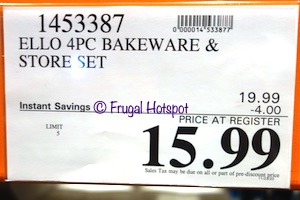 1453387
0000014533877
ELLO 4PC BAKEWARE &
STORE SET
19.99
Instant Savings © Frugal Hotspot -4.00
PRICE AT REGISTER
LIMIT
5
15.99
Sales Tax may be due on all or part of pre-discount price